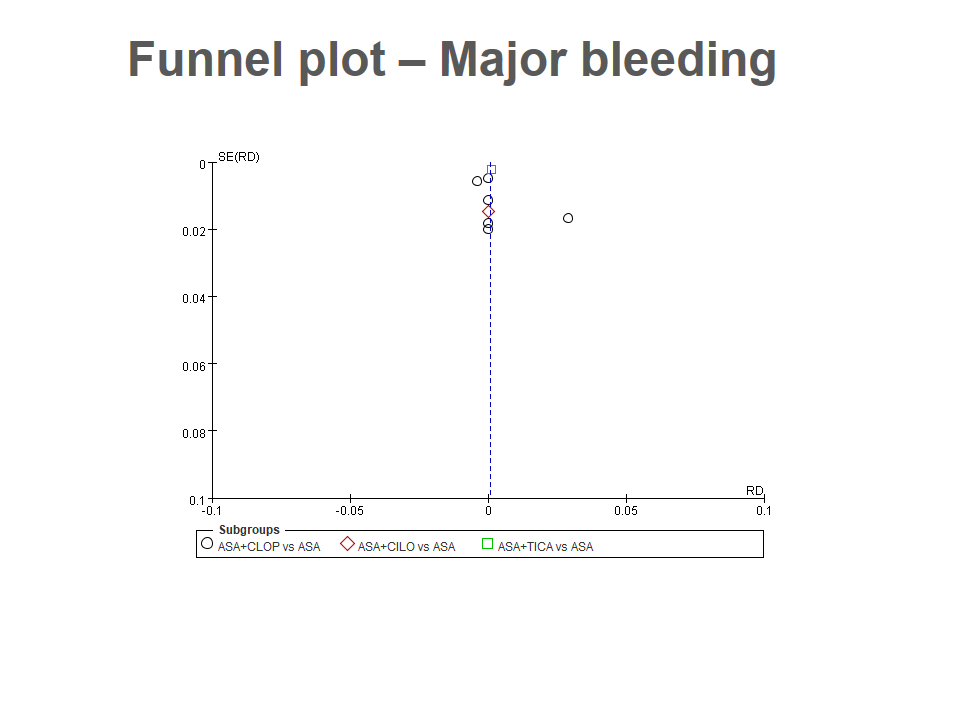 Funnel plot – Major bleeding
SE(RD)
0
0.02
0.04
0.06
0.08
0.1
RD
-0.1 -0.05 0 0.05 0.1
Subgroups
ASA+CLOP vs ASA ASA+CILO vs ASA ASA+TICA vs ASA